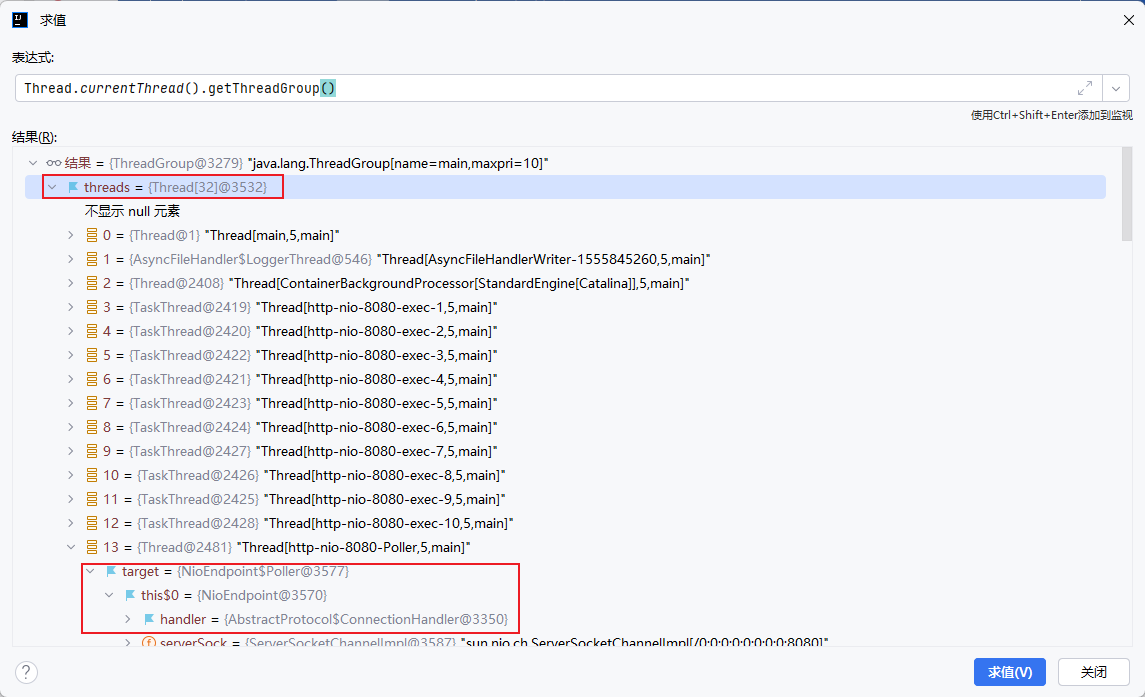 求值
表达式:
Thread.currentThread().getThreadGroup()
使用Ctrl+Shift+Enter添加到监视
结果(R):
结果 = {ThreadGroup@3279} "java.lang.ThreadGroup[name=main,maxpri=10]"
threads = {Thread[32]@3532}
不显示 null 元素
0 = {Thread@1} "Thread[main,5,main]"
1 = {AsyncFileHandler$LoggerThread@546} "Thread[AsyncFileHandlerWriter-1555845260,5,main]"
2 = {Thread@2408} "Thread[ContainerBackgroundProcessor[StandardEngine[Catalina]],5,main]"
3 = {TaskThread@2419} "Thread[http-nio-8080-exec-1,5,main]"
4 = {TaskThread@2420} "Thread[http-nio-8080-exec-2,5,main]"
5 = {TaskThread@2422} "Thread[http-nio-8080-exec-3,5,main]"
6 = {TaskThread@2421} "Thread[http-nio-8080-exec-4,5,main]"
7 = {TaskThread@2423} "Thread[http-nio-8080-exec-5,5,main]"
8 = {TaskThread@2424} "Thread[http-nio-8080-exec-6,5,main]"
9 = {TaskThread@2427} "Thread[http-nio-8080-exec-7,5,main]"
10 = {TaskThread@2426} "Thread[http-nio-8080-exec-8,5,main]"
11 = {TaskThread@2425} "Thread[http-nio-8080-exec-9,5,main]"
12 = {TaskThread@2428} "Thread[http-nio-8080-exec-10,5,main]"
13 = {Thread@2481} "Thread[http-nio-8080-Poller,5,main]"
target = {NioEndpoint$Poller@3577}
this$0 = {NioEndpoint@3570}
handler = {AbstractProtocol$ConnectionHandler@3350}
serverSock = {ServerSocketChannelImpl@3587} "sun.nio.ch.ServerSocketChannelImpl[/0:0:0:0:0:0:0:0:8080]"
求值(V)
关闭